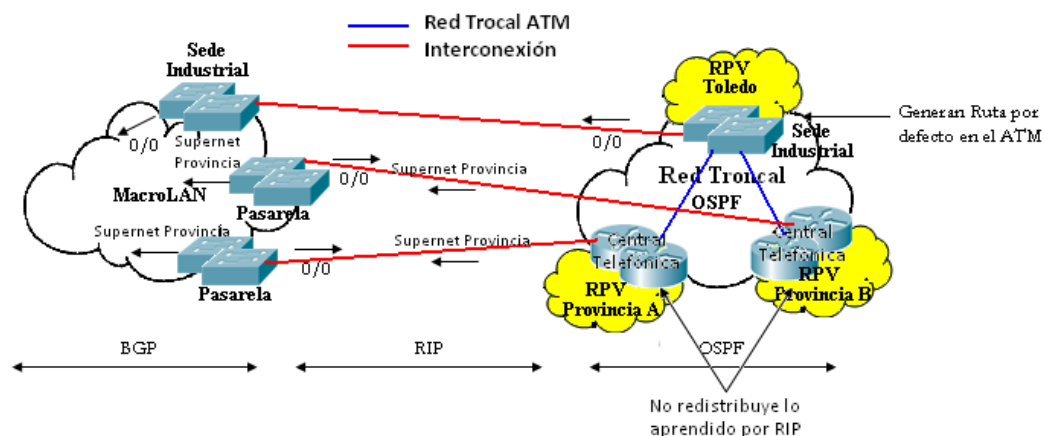 Red Trocal ATM
Interconexión
Sede
Industrial
RPV
Toledo
Generan Ruta por
defecto en el ATM
0/0
Supernet
Provincia
0/0
Sede
Industrial
0/0
Supernet Provincia
Red Troncal
OSPF
MacroLAN
Pasarela
Supernet Provincia
Supernet Provincia
0/0
Central
Telefónica
Central
Telefónica
Pasarela
RPV
Provincia A
RPV
Provincia B
BGP
RIP
OSPF
No redistribuye lo
aprendido por RIP